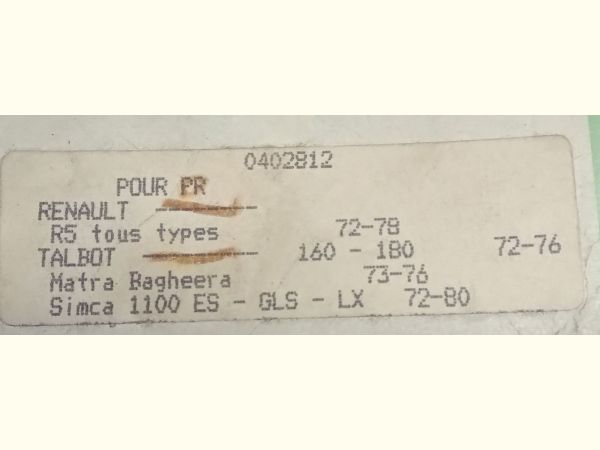 0402812
POUR PR
RENAULT --------
R5 tous types 72-78
TALBOT -------- 160 - 180 72-76
Matra Bagheera 73-76
Simca 1100 ES - GLS - LX 72-80